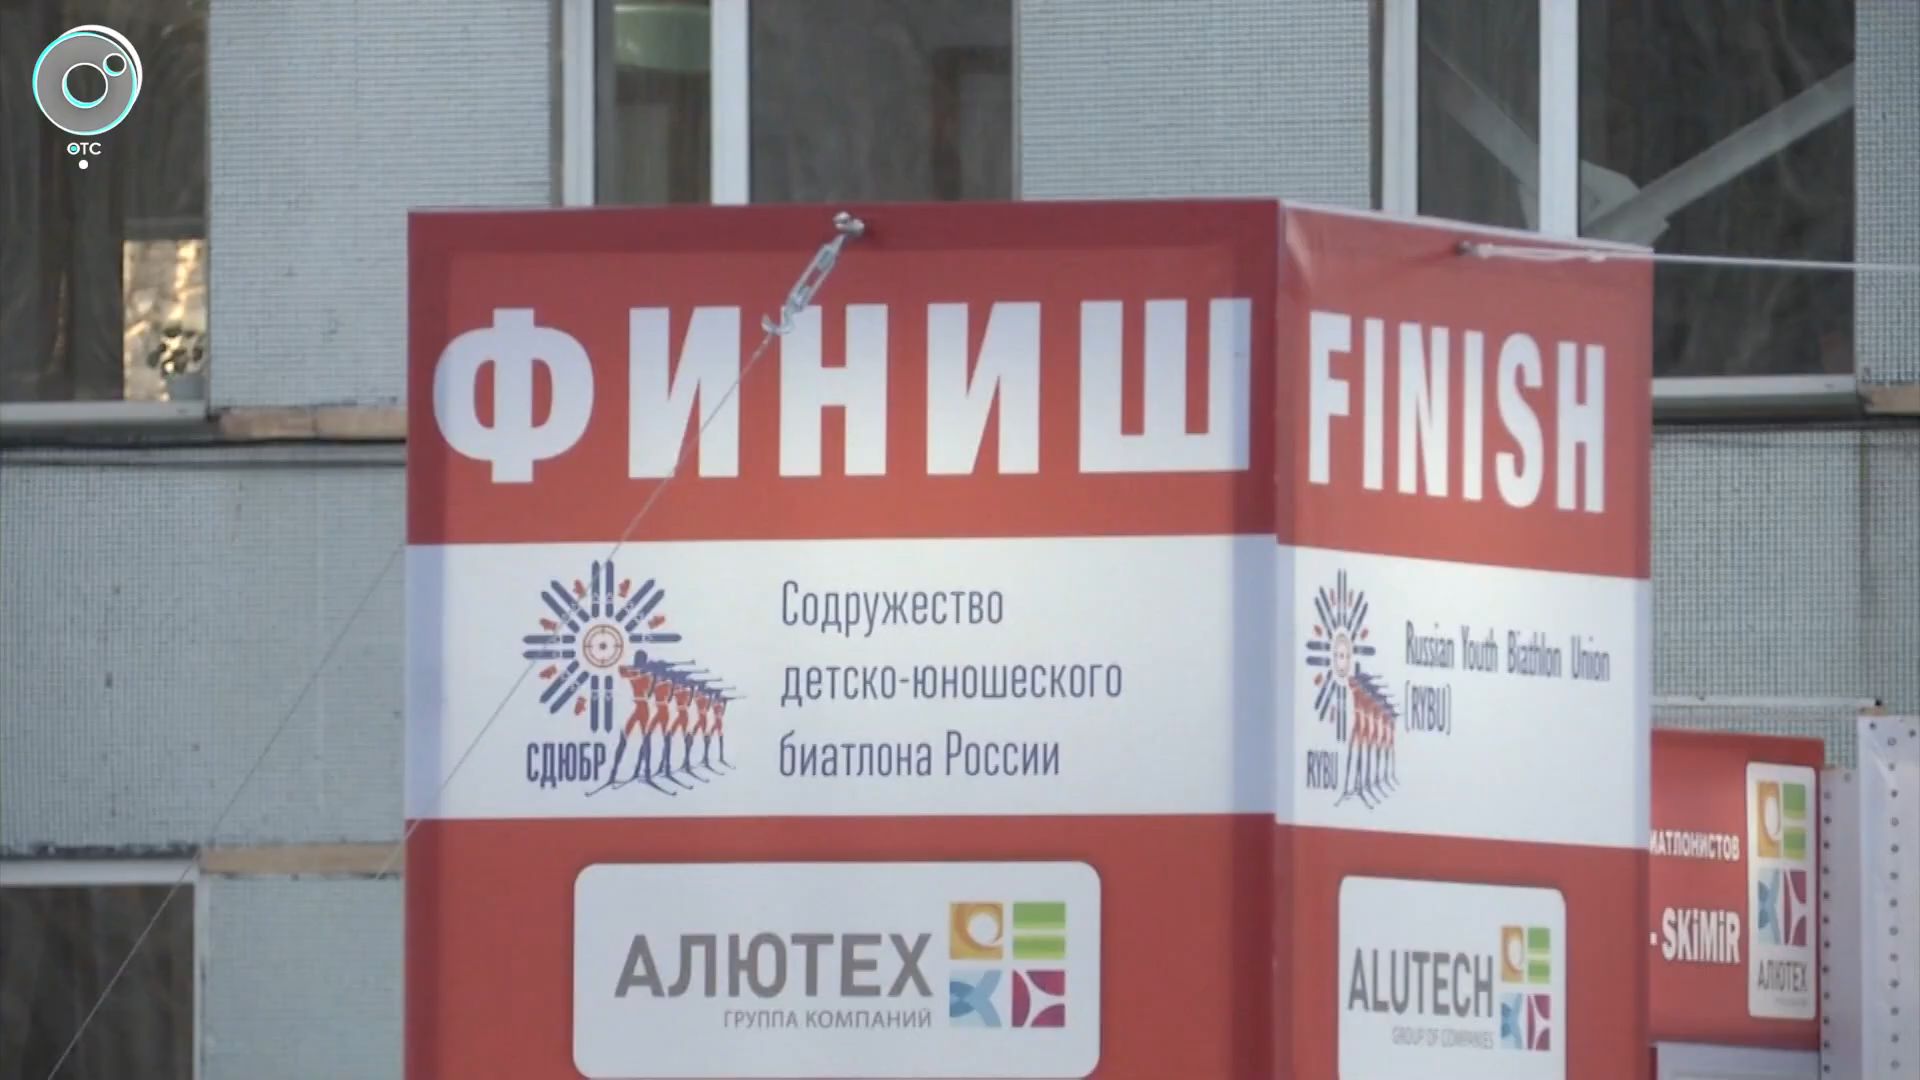 ОТС
ФИНИШ
FINISH
Содружество
детско-юношеского
биатлона России
СДЮБР
Russian Youth Biathlon Union
(RYBU)
RYBU
АЛЮТЕХ
ГРУППА КОМПАНИЙ
ALUTECH
GROUP OF COMPANIES
ИАТЛОНИСТОВ
- SKiMiR
АЛЮТЕХ